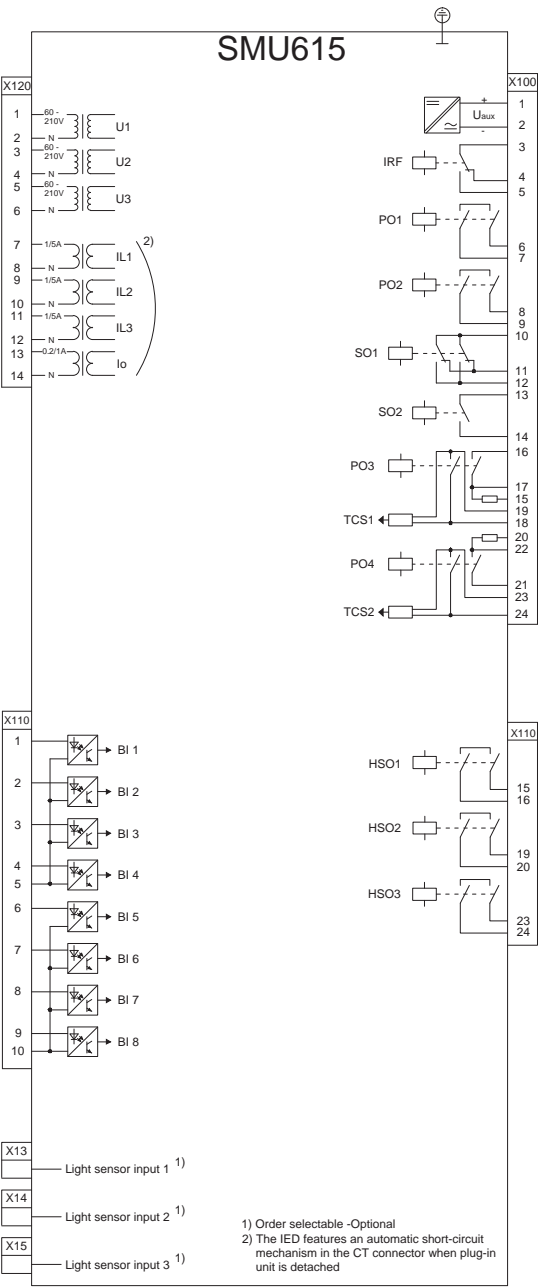 SMU615
X120
1
60 -
210V
U1
2
N
3
60 -
210V
U2
4
N
5
60 -
210V
U3
6
N
7
1/5A
2)
IL1
8
N
9
1/5A
IL2
10
N
11
1/5A
IL3
12
N
13
0.2/1A
Io
14
N
X100
+
1
Uaux
2
-
3
IRF
4
5
PO1
6
7
PO2
8
9
10
SO1
11
12
13
SO2
14
16
PO3
17
15
19
TCS1
18
20
22
PO4
21
23
TCS2
24
X110
1
BI 1
2
BI 2
3
BI 3
4
BI 4
5
6
BI 5
7
BI 6
8
BI 7
9
BI 8
10
X110
HSO1
15
16
HSO2
19
20
HSO3
23
24
X13
Light sensor input 1 1)
X14
Light sensor input 2 1)
X15
Light sensor input 3 1)
1) Order selectable -Optional
2) The IED features an automatic short-circuit
mechanism in the CT connector when plug-in
unit is detached